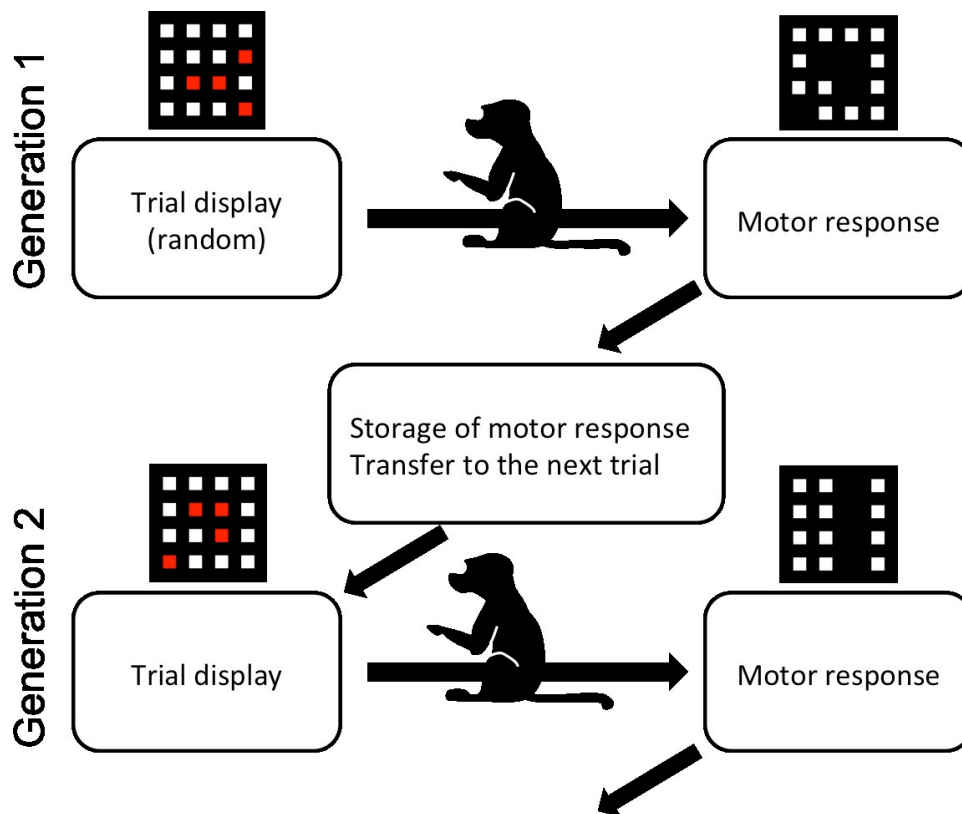 Generation 1
Trial display
(random)
Motor response
Storage of motor response
Transfer to the next trial
Generation 2
Trial display
Motor response